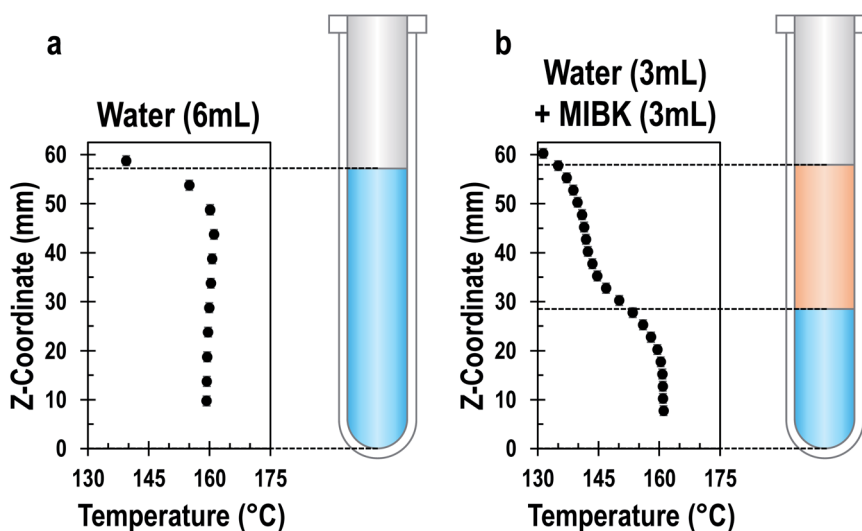 a
Water (6mL)
Z-Coordinate (mm)
60
50
40
30
20
10
0
130 145 160 175
Temperature (°C)
b
Water (3mL)
+ MIBK (3mL)
Z-Coordinate (mm)
60
50
40
30
20
10
0
130 145 160 175
Temperature (°C)